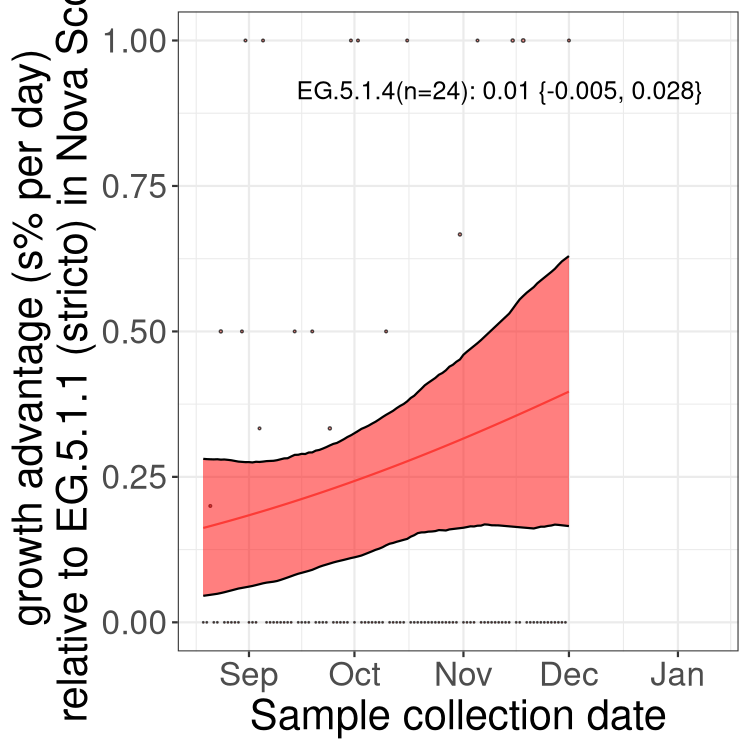 growth advantage (s% per day)
relative to EG.5.1.1 (stricto) in Nova Sco
1.00
0.75
0.50
0.25
0.00
EG.5.1.4(n=24): 0.01 {-0.005, 0.028}
Sep Oct Nov Dec Jan
Sample collection date